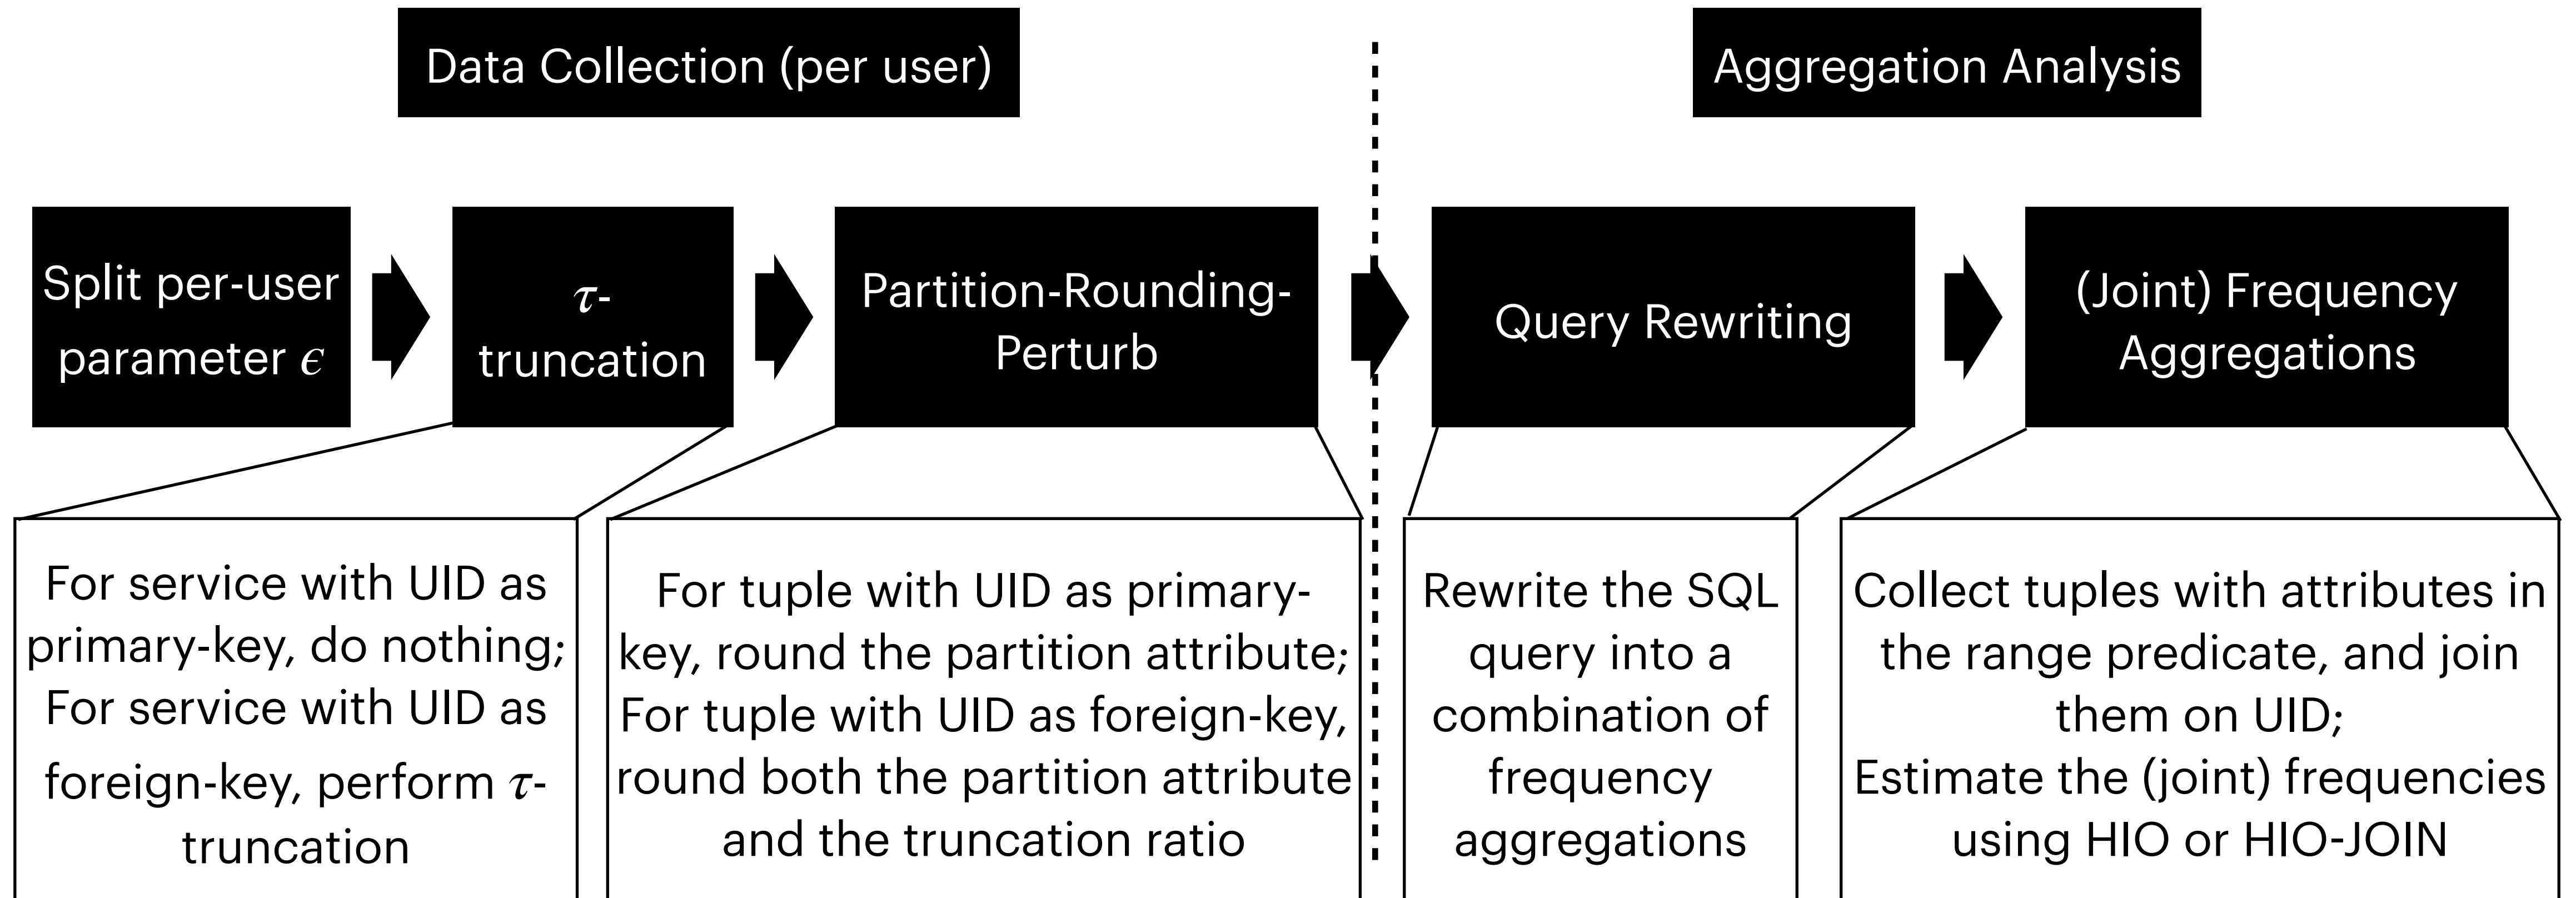 Data Collection (per user)
Aggregation Analysis
Split per-user
parameter ϵ
τ-
truncation
Partition-Rounding-
Perturb
Query Rewriting
(Joint) Frequency
Aggregations
For service with UID as
primary-key, do nothing;
For service with UID as
foreign-key, perform τ-
truncation
For tuple with UID as primary-
key, round the partition attribute;
For tuple with UID as foreign-key,
round both the partition attribute
and the truncation ratio
Rewrite the SQL
query into a
combination of
frequency
aggregations
Collect tuples with attributes in
the range predicate, and join
them on UID;
Estimate the (joint) frequencies
using HIO or HIO-JOIN